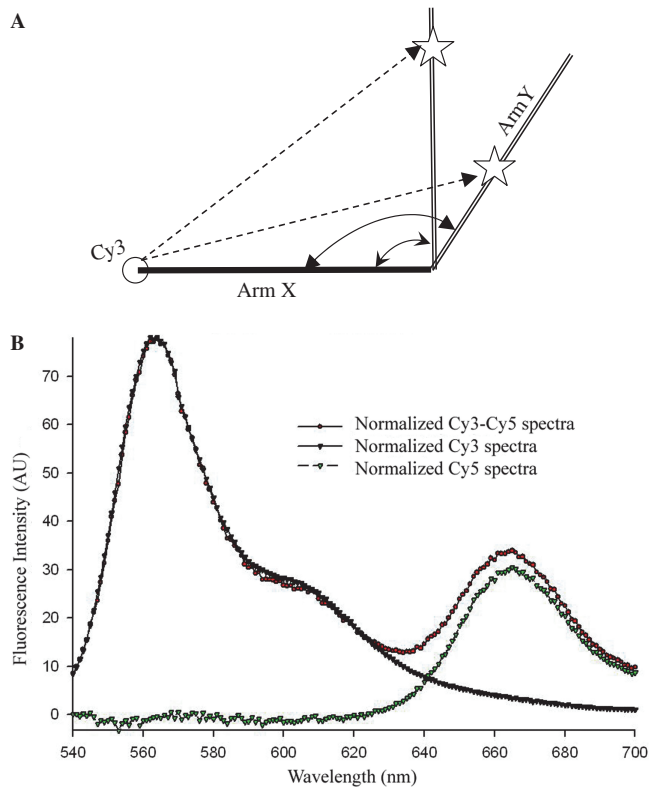 A
Arm Y
Cy3
Arm X
B
Fluorescence Intensity (AU)
70
60
50
40
30
20
10
0
Normalized Cy3-Cy5 spectra
Normalized Cy3 spectra
Normalized Cy5 spectra
540 560 580 600 620 640 660 680 700
Wavelength (nm)